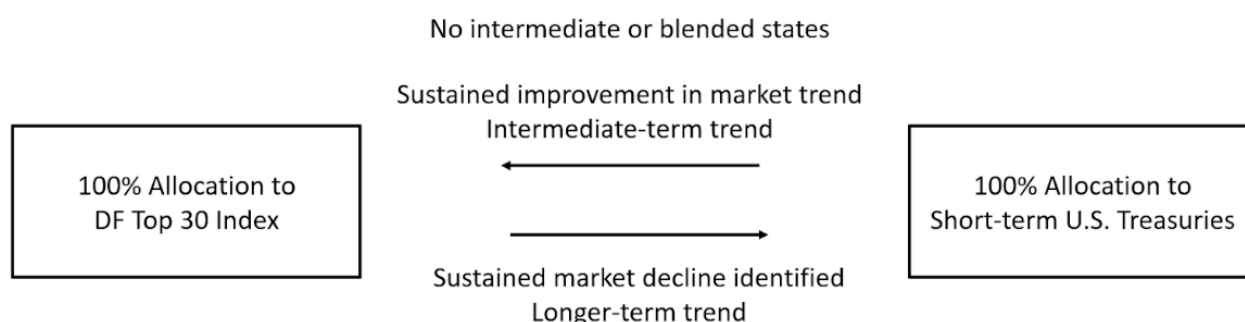 No intermediate or blended states
Sustained improvement in market trend
Intermediate-term trend
100% Allocation to
DF Top 30 Index
100% Allocation to
Short-term U.S. Treasuries
Sustained market decline identified
Longer-term trend